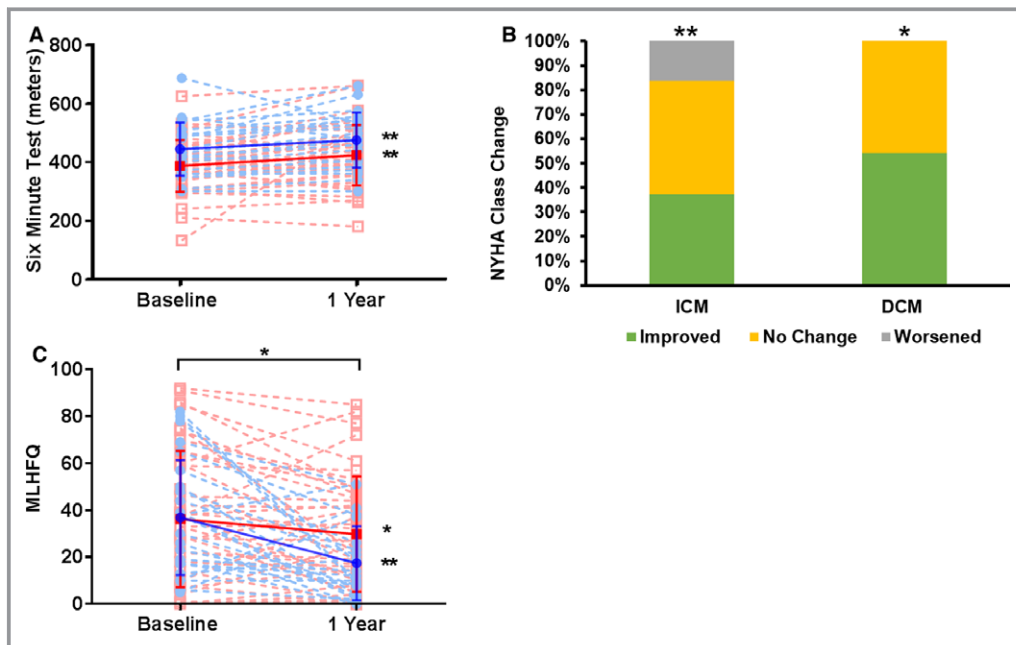 A
Six Minute Test (meters)
800
600
400
200
0
**
**
Baseline
1 Year
B
NYHA Class Change
100%
90%
80%
70%
60%
50%
40%
30%
20%
10%
0%
**
*
ICM
DCM
Improved
No Change
Worsened
C
MLHFQ
100
80
60
40
20
0
*
*
**
Baseline
1 Year